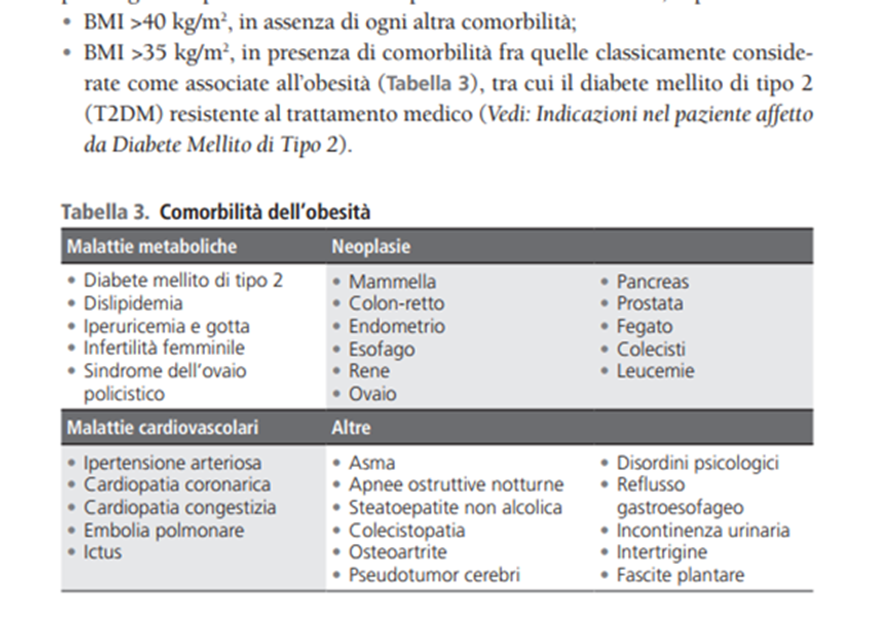 • BMI >40 kg/m², in assenza di ogni altra comorbilità;
• BMI >35 kg/m², in presenza di comorbilità fra quelle classicamente conside-
rate come associate all'obesità (Tabella 3), tra cui il diabete mellito di tipo 2
(T2DM) resistente al trattamento medico (Vedi: Indicazioni nel paziente affetto
da Diabete Mellito di Tipo 2).
Tabella 3. Comorbilità dell'obesità
Malattie metaboliche
• Diabete mellito di tipo 2
• Dislipidemia
• Iperuricemia e gotta
• Infertilità femminile
• Sindrome dell'ovaio
policistico
Neoplasie
• Mammella
• Colon-retto
• Endometrio
• Esofago
• Rene
• Ovaio
• Pancreas
• Prostata
• Fegato
• Colecisti
• Leucemie
Malattie cardiovascolari
• Ipertensione arteriosa
• Cardiopatia coronarica
• Cardiopatia congestizia
• Embolia polmonare
• Ictus
Altre
• Asma
• Apnee ostruttive notturne
• Steatoepatite non alcolica
• Colecistopatia
• Osteoartrite
• Pseudotumor cerebri
• Disordini psicologici
• Reflusso
gastroesofageo
• Incontinenza urinaria
• Intertrigine
• Fascite plantare